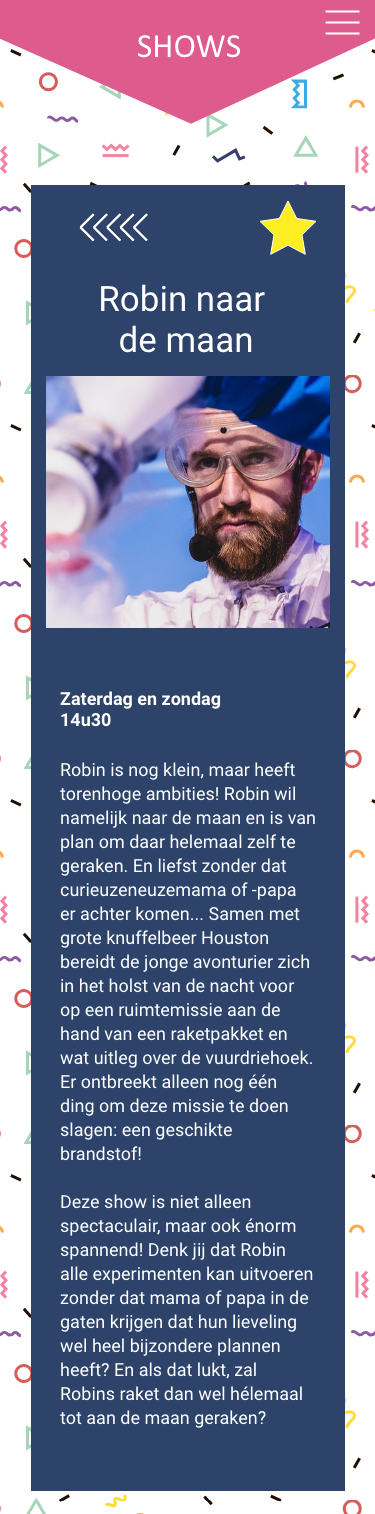 SHOWS
Robin naar
de maan
Zaterdag en zondag
14u30
Robin is nog klein, maar heeft
torenhoge ambities! Robin wil
namelijk naar de maan en is van
plan om daar helemaal zelf te
geraken. En liefst zonder dat
curieuzeneuzemama of -papa
er achter komen... Samen met
grote knuffelbeer Houston
bereidt de jonge avonturier zich
in het holst van de nacht voor
op een ruimtemissie aan de
hand van een raketpakket en
wat uitleg over de vuurdriehoek.
Er ontbreekt alleen nog één
ding om deze missie te doen
slagen: een geschikte
brandstof!
Deze show is niet alleen
spectaculair, maar ook énorm
spannend! Denk jij dat Robin
alle experimenten kan uitvoeren
zonder dat mama of papa in de
gaten krijgen dat hun lieveling
wel heel bijzondere plannen
heeft? En als dat lukt, zal
Robins raket dan wel hélemaal
tot aan de maan geraken?